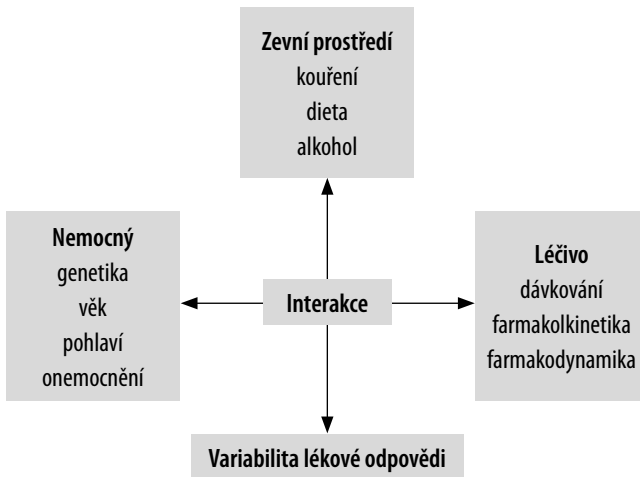 Zevní prostředí
kouření
dieta
alkohol
Nemocný
genetika
věk
pohlaví
onemocnění
Interakce
Léčivo
dávkování
farmakolkinetika
farmakodynamika
Variabilita lékové odpovědi